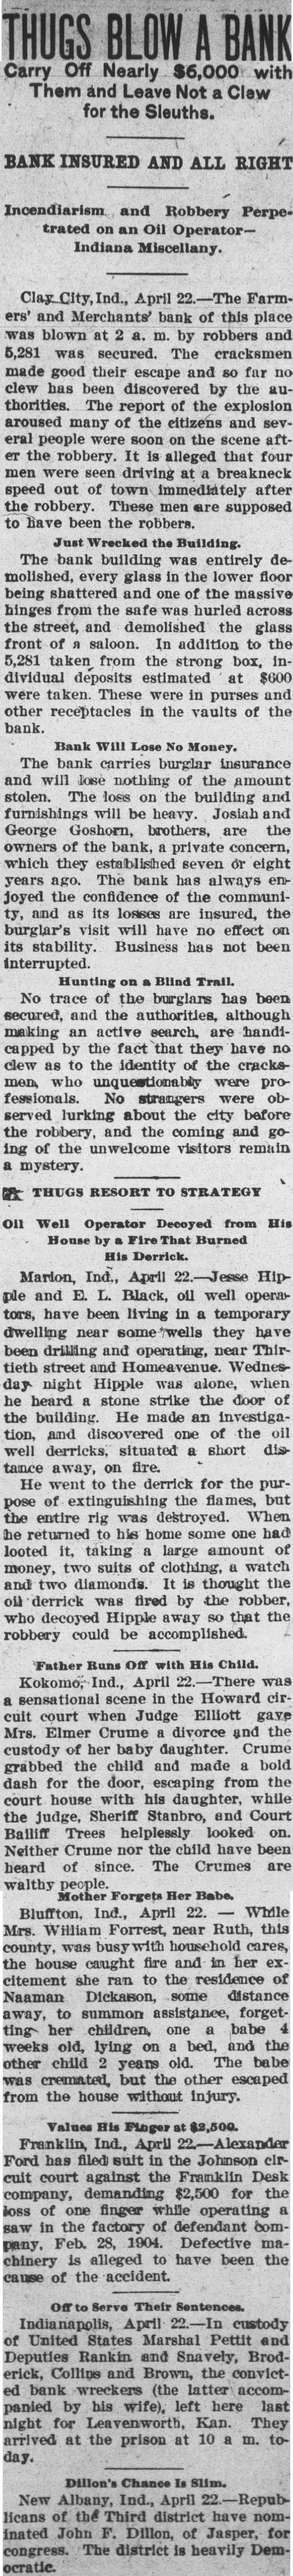 THUGS BLOW A BANK
Carry Off Nearly $6,000 with
Them and Leave Not a Clew
for the Sleuths.
BANK INSURED AND ALL RIGHT
Incendiarism and Robbery Perpe-
trated on an Oil Operator—
Indiana Miscellany.
Clay City, Ind., April 22.—The Farm-
ers' and Merchants' bank of this place
was blown at 2 a. m. by robbers and
5,281 was secured. The cracksmen
made good their escape and so far no
clew has been discovered by the au-
thorities. The report of the explosion
aroused many of the citizens and sev-
eral people were soon on the scene aft-
er the robbery. It is alleged that four
men were seen driving at a breakneck
speed out of town immediately after
the robbery. These men are supposed
to have been the robbers.
Just Wrecked the Building.
The bank building was entirely de-
molished, every glass in the lower floor
being shattered and one of the massive
hinges from the safe was hurled across
the street, and demolished the glass
front of a saloon. In addition to the
5,281 taken from the strong box, in-
dividual deposits estimated at $600
were taken. These were in purses and
other receptacles in the vaults of the
bank.
Bank Will Lose No Money.
The bank carries burglar insurance
and will lose nothing of the amount
stolen. The loss on the building and
furnishings will be heavy. Josiah and
George Goshorn, brothers, are the
owners of the bank, a private concern,
which they established seven or eight
years ago. The bank has always en-
joyed the confidence of the communi-
ty, and as its losses are insured, the
burglar's visit will have no effect on
its stability. Business has not been
interrupted.
Hunting on a Blind Trail.
No trace of the burglars has been
secured, and the authorities, although
making an active search, are handi-
capped by the fact that they have no
clew as to the identity of the cracks-
men, who unquestionably were pro-
fessionals. No strangers were ob-
served lurking about the city before
the robbery, and the coming and go-
ing of the unwelcome visitors remain
a mystery.
THUGS RESORT TO STRATEGY
Oil Well Operator Decoyed from His
House by a Fire That Burned
His Derrick.
Marion, Ind., April 22.—Jesse Hip-
ple and E. L. Black, oil well opera-
tors, have been living in a temporary
dwelling near some wells they have
been drilling and operating, near Thir-
tieth street and Home avenue. Wednes-
day night Hipple was alone, when
he heard a stone strike the door of
the building. He made an investiga-
tion, and discovered one of the oil
well derricks, situated a short dis-
tance away, on fire.
He went to the derrick for the pur-
pose of extinguishing the flames, but
the entire rig was destroyed. When
he returned to his home some one had
looted it, taking a large amount of
money, two suits of clothing, a watch
and two diamonds. It is thought the
oil derrick was fired by the robber,
who decoyed Hipple away so that the
robbery could be accomplished.
Father Runs Off with His Child.
Kokomo, Ind., April 22.—There was
a sensational scene in the Howard cir-
cuit court when Judge Elliott gave
Mrs. Elmer Crume a divorce and the
custody of her baby daughter. Crume
grabbed the child and made a bold
dash for the door, escaping from the
court house with his daughter, while
the judge, Sheriff Stanbro, and Court
Bailiff Trees helplessly looked on.
Neither Crume nor the child have been
heard of since. The Crumes are
walthy people.
Mother Forgets Her Babe.
Bluffton, Ind., April 22. — While
Mrs. William Forrest, near Ruth, this
county, was busy with household cares,
the house caught fire and in her ex-
citement she ran to the residence of
Naaman Dickason, some distance
away, to summon assistance, forget-
ting her children, one a babe 4
weeks old, lying on a bed, and the
other child 2 years old. The babe
was cremated, but the other escaped
from the house without injury.
Values His Finger at $2,500.
Franklin, Ind., April 22.—Alexander
Ford has filed suit in the Johnson cir-
cuit court against the Franklin Desk
company, demanding $2,500 for the
loss of one finger while operating a
saw in the factory of defendant com-
pany, Feb. 28, 1904. Defective ma-
chinery is alleged to have been the
cause of the accident.
Off to Serve Their Sentences.
Indianapolis, April 22.—In custody
of United States Marshal Pettit and
Deputies Rankin and Snavely, Brod-
erick, Collins and Brown, the convict-
ed bank wreckers (the latter accom-
panied by his wife), left here last
night for Leavenworth, Kan. They
arrived at the prison at 10 a m. to-
day.
Dillon's Chance Is Slim.
New Albany, Ind., April 22.—Repub-
licans of the Third district have nom-
inated John F. Dillon, of Jasper, for
congress. The district is heavily Dem-
ocratic.